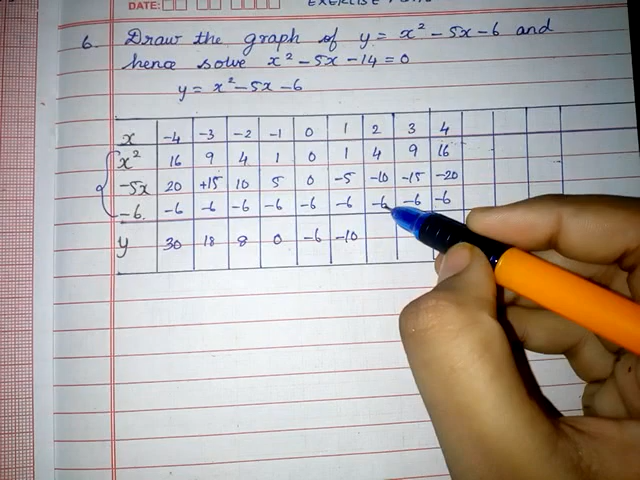 DATE:
6. Draw the graph of y = x² - 5x - 6 and
hence solve x² - 5x - 14 = 0
y = x² - 5x - 6
x -4 -3 -2 -1 0 1 2 3 4
x² 16 9 4 1 0 1 4 9 16
-5x 20 +15 10 5 0 -5 -10 -15 -20
-6. -6 -6 -6 -6 -6 -6 -6 -6 -6
y 30 18 8 0 -6 -10